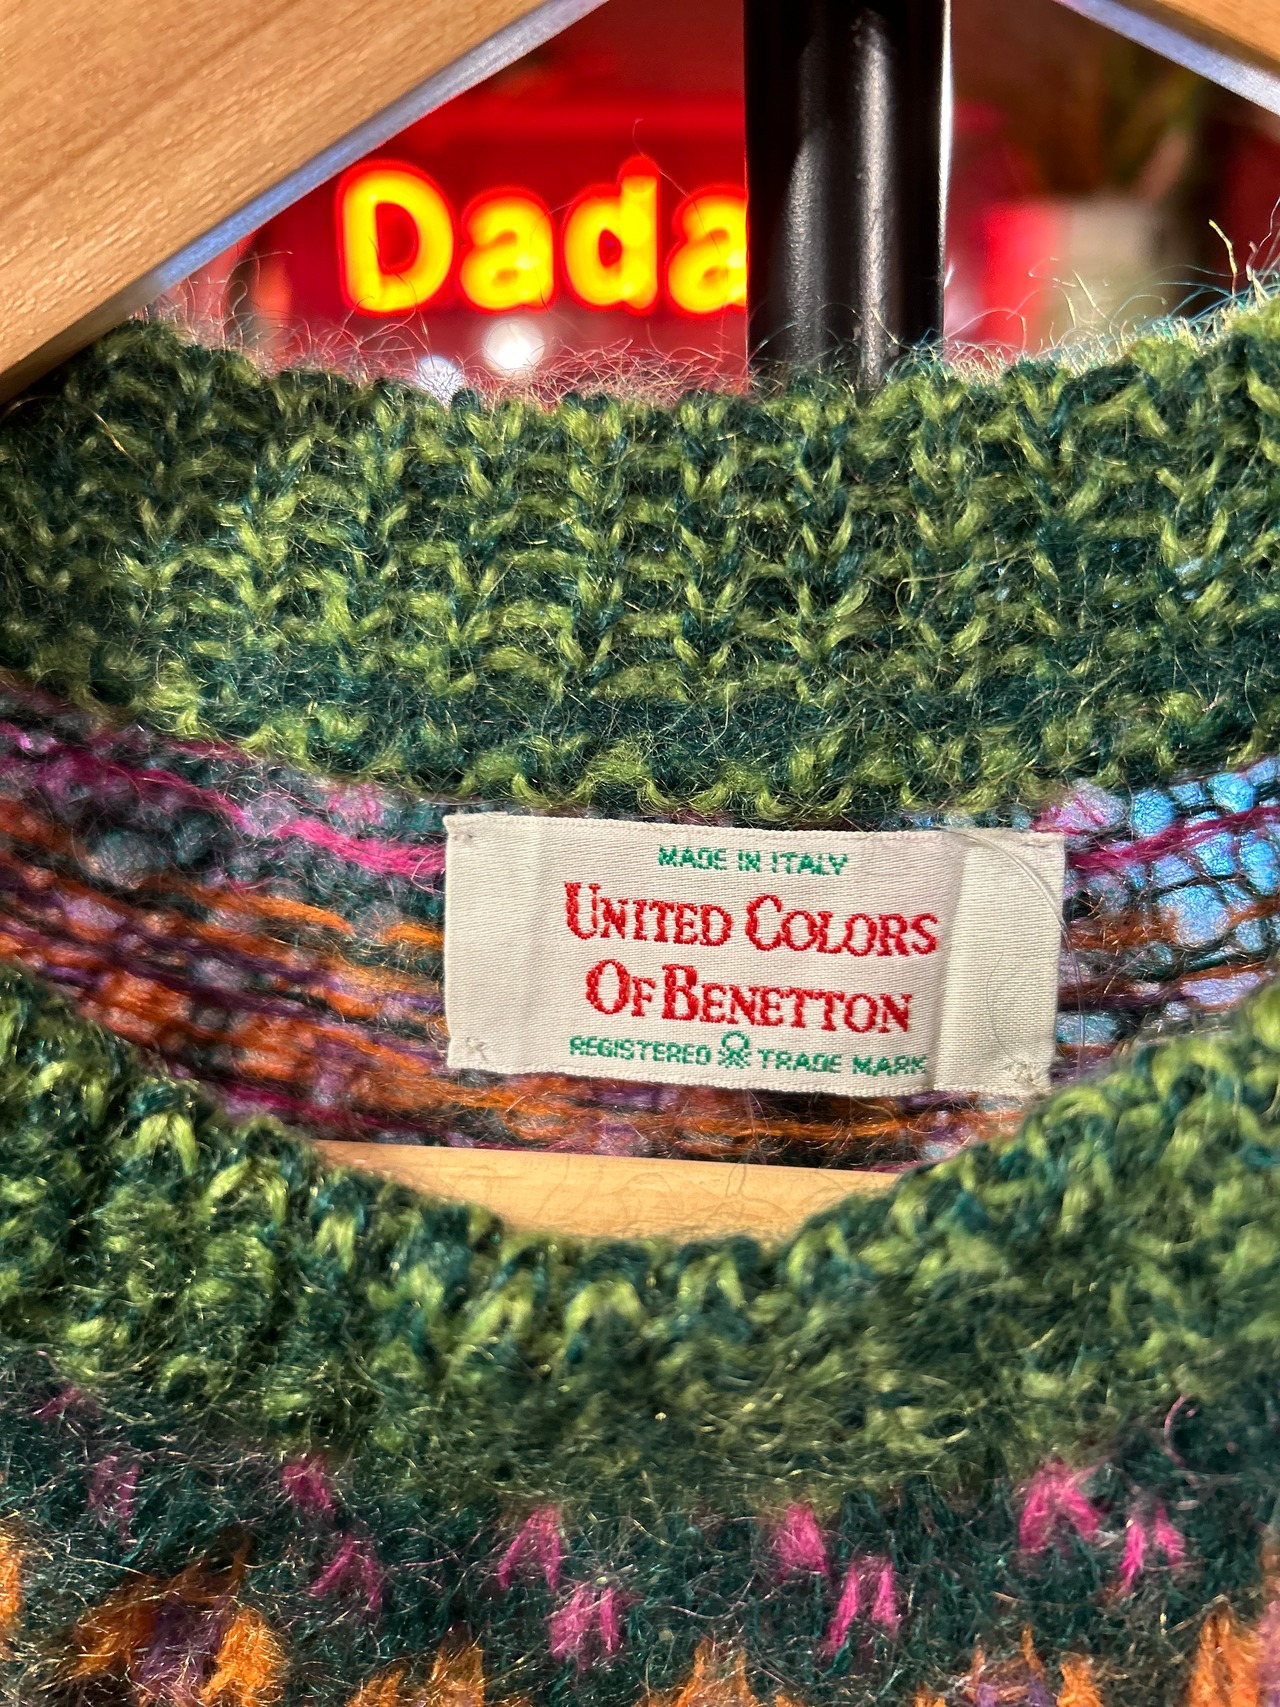 Dada
MADE IN ITALY
UNITED COLORS
OF BENETTON
REGISTERED TRADE MARK